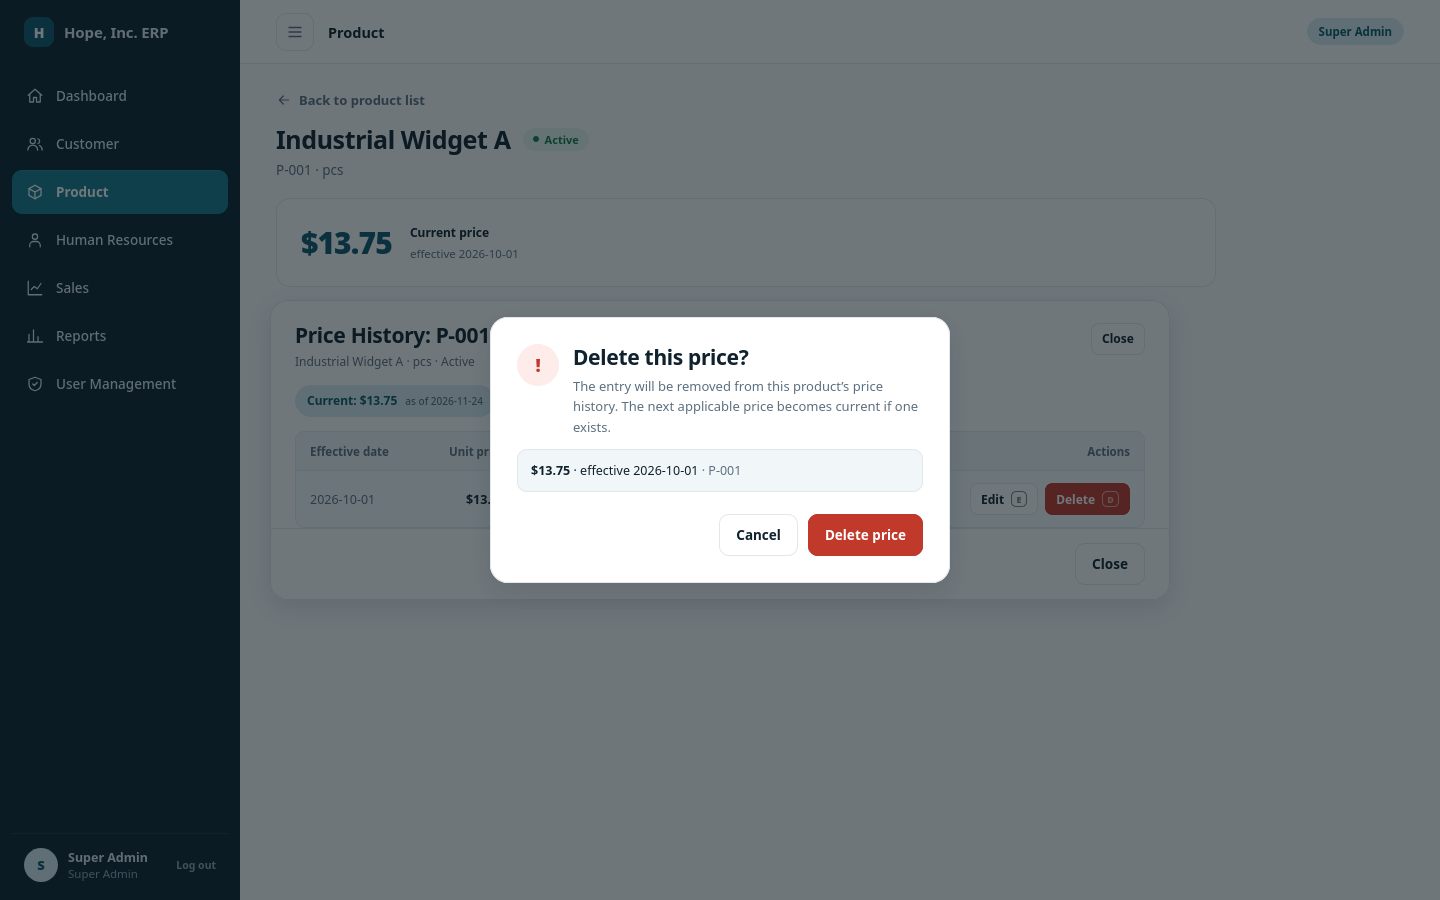 H Hope, Inc. ERP
Dashboard
Customer
Product
Human Resources
Sales
Reports
User Management
S
Super Admin
Super Admin
Log out
Product
Super Admin
Back to product list
Industrial Widget A
Active
P-001 · pcs
$13.75
Current price
effective 2026-10-01
Price History: P-001
Close
Industrial Widget A · pcs · Active
Current: $13.75 as of 2026-11-24
Effective date
Actions
2026-10-01
Edit E
Delete D
Close
!
Delete this price?
The entry will be removed from this product’s price
history. The next applicable price becomes current if one
exists.
$13.75 · effective 2026-10-01 · P-001
Cancel
Delete price